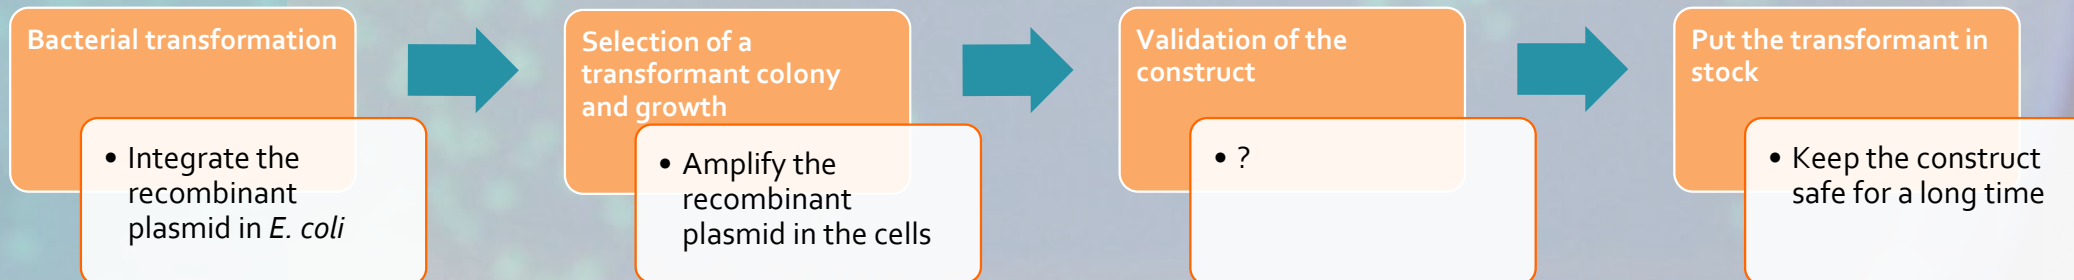 Bacterial transformation
• Integrate the
recombinant
plasmid in E. coli
Selection of a
transformant colony
and growth
• Amplify the
recombinant
plasmid in the cells
Validation of the
construct
• ?
Put the transformant in
stock
• Keep the construct
safe for a long time